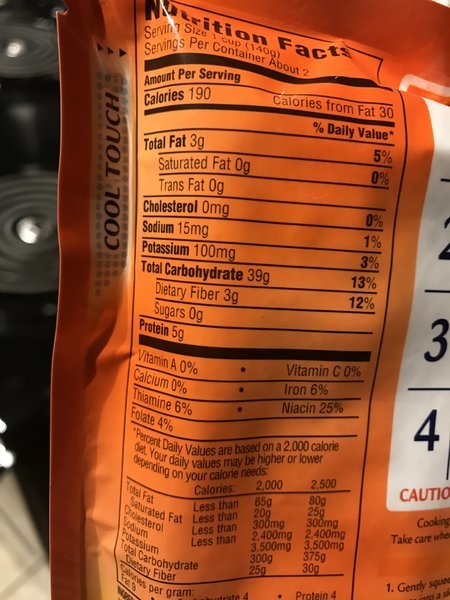 Nutrition Facts
Serving Size 1 cup (140g)
Servings Per Container About 2
Amount Per Serving
Calories 190 Calories from Fat 30
% Daily Value*
Total Fat 3g 5%
Saturated Fat 0g 0%
Trans Fat 0g
Cholesterol 0mg 0%
Sodium 15mg 1%
Potassium 100mg 3%
Total Carbohydrate 39g 13%
Dietary Fiber 3g 12%
Sugars 0g
Protein 5g
Vitamin A 0% • Vitamin C 0%
Calcium 0% • Iron 6%
Thiamine 6% • Niacin 25%
Folate 4%
*Percent Daily Values are based on a 2,000 calorie
diet. Your daily values may be higher or lower
depending on your calorie needs:
Calories: 2,000 2,500
Total Fat Less than 65g 80g
Saturated Fat Less than 20g 25g
Cholesterol Less than 300mg 300mg
Sodium Less than 2,400mg 2,400mg
Potassium 3,500mg 3,500mg
Total Carbohydrate 300g 375g
Dietary Fiber 25g 30g
Calories per gram:
Fat 9 • Carbohydrate 4 • Protein 4
COOL TOUCH
2
3
4
CAUTIO
Cooking
Take care whe
1. Gently squee